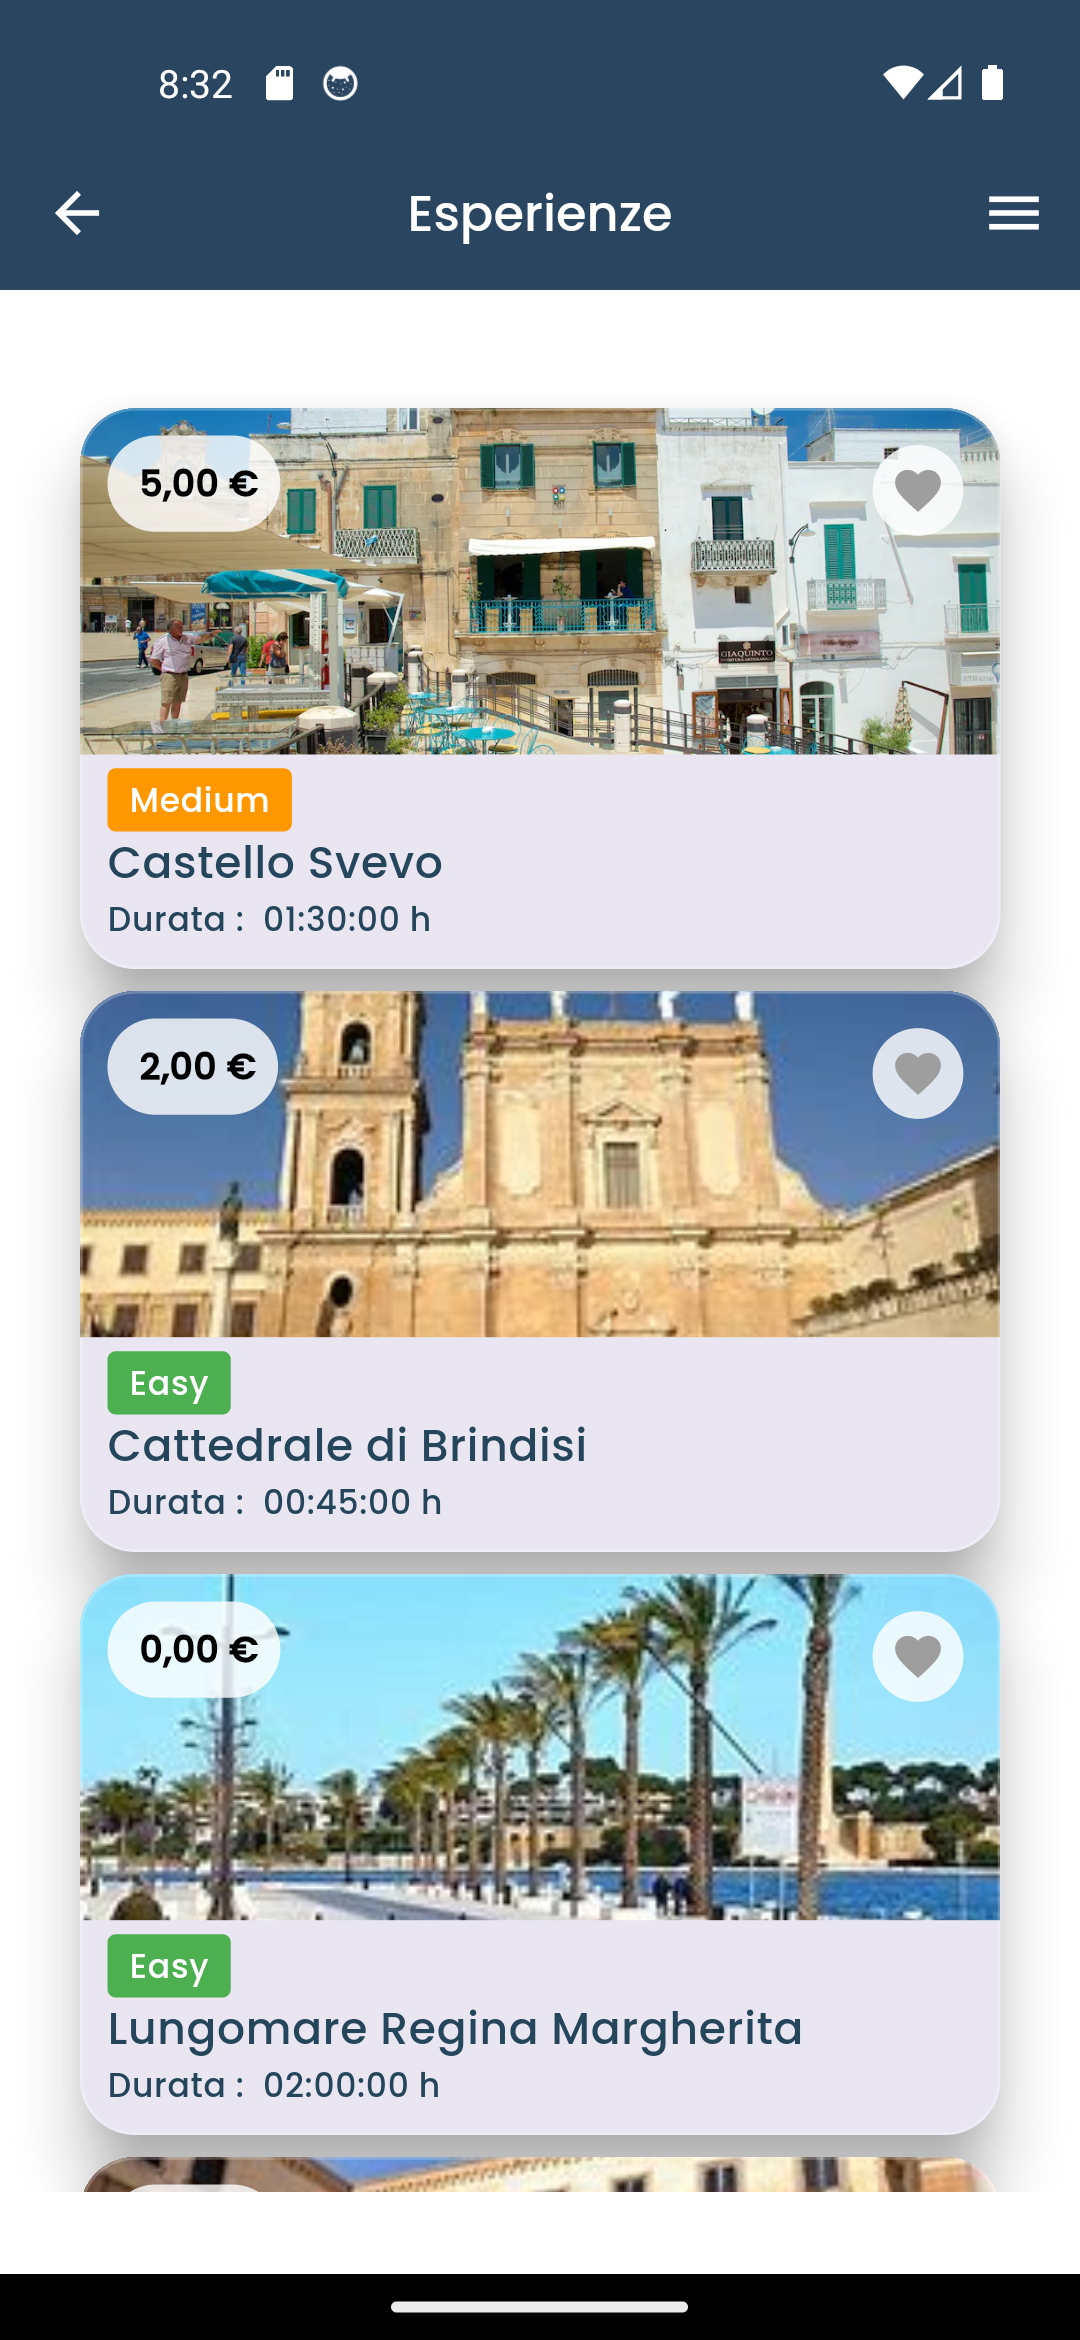 8:32
Esperienze
5,00 €
GIAQUINTO
Medium
Castello Svevo
Durata : 01:30:00 h
2,00 €
Easy
Cattedrale di Brindisi
Durata : 00:45:00 h
0,00 €
Easy
Lungomare Regina Margherita
Durata : 02:00:00 h